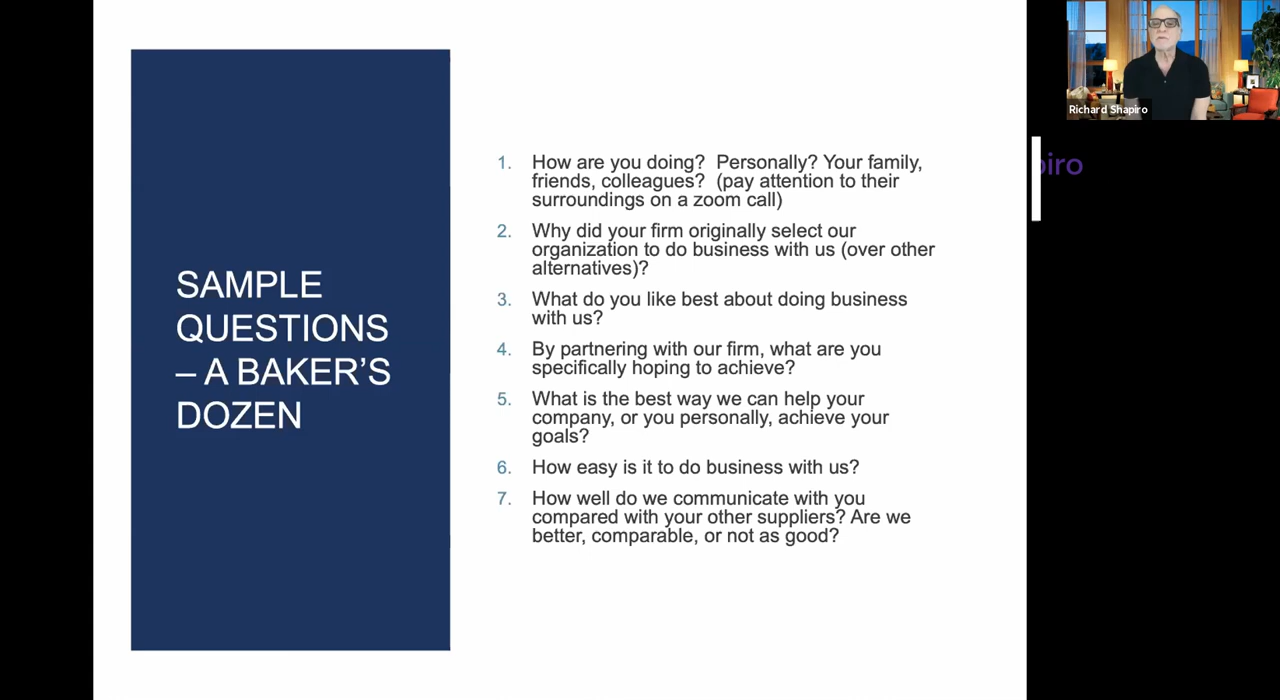 SAMPLE
QUESTIONS
– A BAKER’S
DOZEN
1. How are you doing?  Personally? Your family,
friends, colleagues?  (pay attention to their
surroundings on a zoom call)
2. Why did your firm originally select our
organization to do business with us (over other
alternatives)?
3. What do you like best about doing business
with us?
4. By partnering with our firm, what are you
specifically hoping to achieve?
5. What is the best way we can help your
company, or you personally, achieve your
goals?
6. How easy is it to do business with us?
7. How well do we communicate with you
compared with your other suppliers? Are we
better, comparable, or not as good?
Richard Shapiro
piro